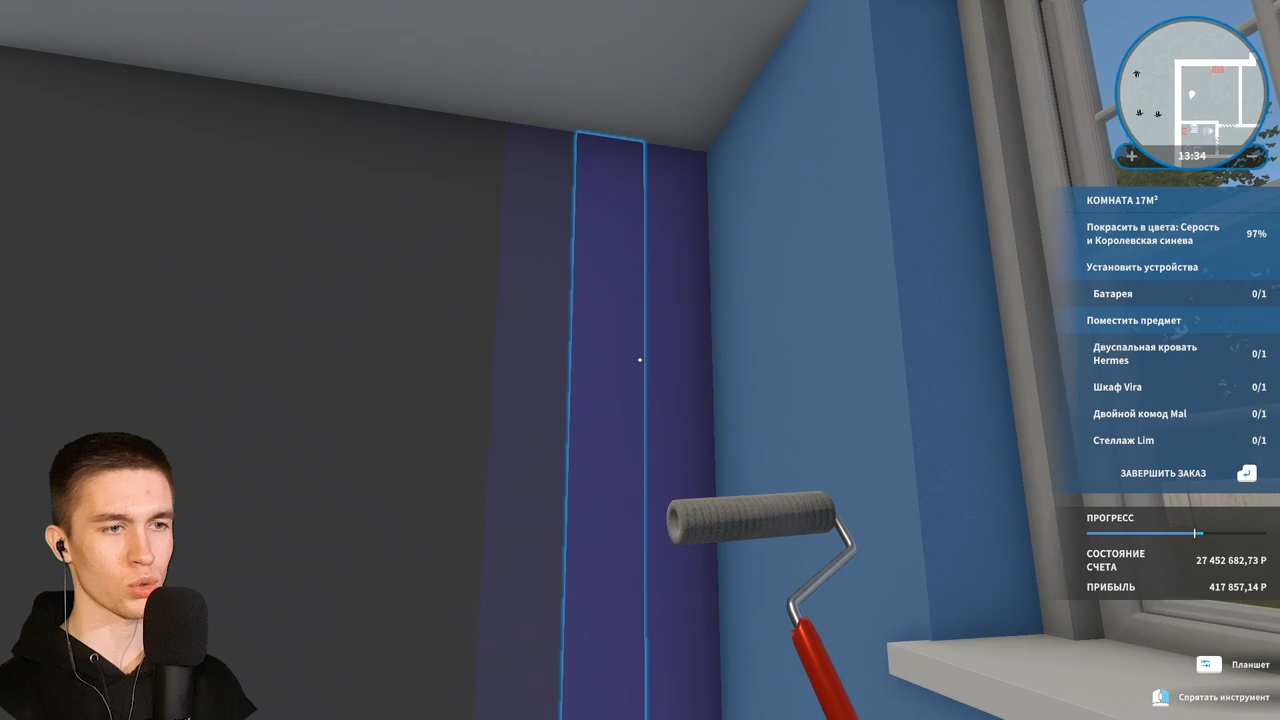 13:34
КОМНАТА 17М²
Покрасить в цвета: Серость
и Королевская синева
97%
Установить устройства
Батарея
0/1
Поместить предмет
Двуспальная кровать
Hermes
0/1
Шкаф Vira
0/1
Двойной комод Mal
0/1
Стеллаж Lim
0/1
ЗАВЕРШИТЬ ЗАКАЗ
ПРОГРЕСС
СОСТОЯНИЕ
СЧЕТА
27 452 682,73 Р
ПРИБЫЛЬ
417 857,14 Р
Планшет
Спрятать инструмент